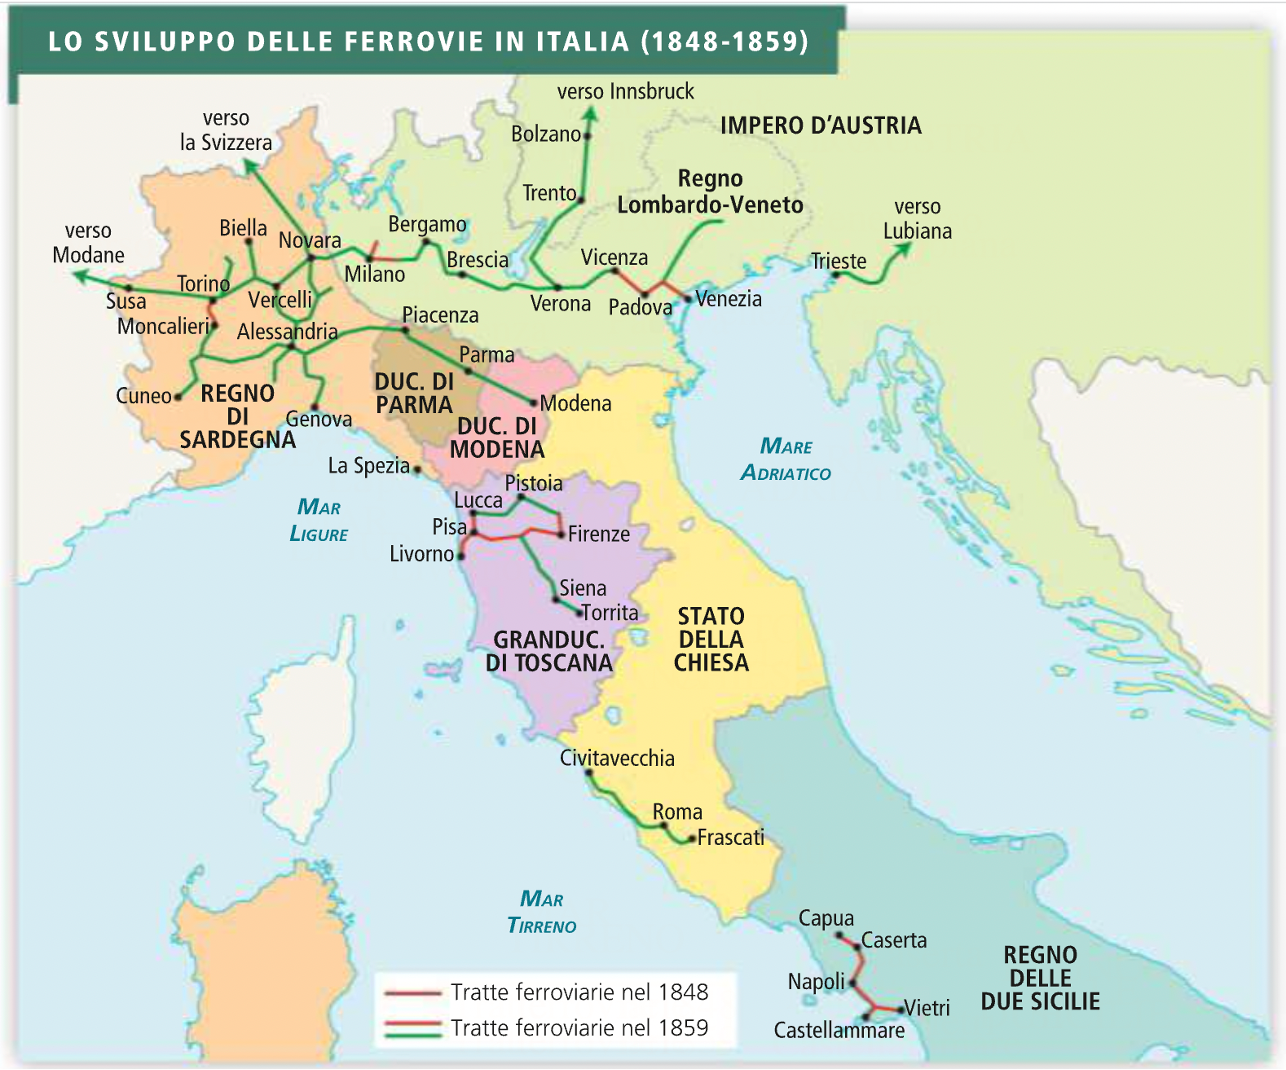 LO SVILUPPO DELLE FERROVIE IN ITALIA (1848-1859)
verso Innsbruck
verso
la Svizzera
Bolzano
IMPERO D'AUSTRIA
Trento
Regno
Lombardo-Veneto
verso
Lubiana
verso
Modane
Biella
Novara
Bergamo
Milano
Brescia
Vicenza
Trieste
Susa
Torino
Vercelli
Verona
Padova
Venezia
Moncalieri
Alessandria
Piacenza
Parma
Cuneo
REGNO
DI
SARDEGNA
Genova
DUC. DI
PARMA
Modena
DUC. DI
MODENA
MARE
ADRIATICO
La Spezia
MAR
LIGURE
Pistoia
Lucca
Pisa
Firenze
Livorno
Siena
Torrita
GRANDUC.
DI TOSCANA
STATO
DELLA
CHIESA
Civitavecchia
Roma
Frascati
MAR
TIRRENO
Capua
Caserta
Napoli
Vietri
Castellammare
REGNO
DELLE
DUE SICILIE
Tratte ferroviarie nel 1848
Tratte ferroviarie nel 1859